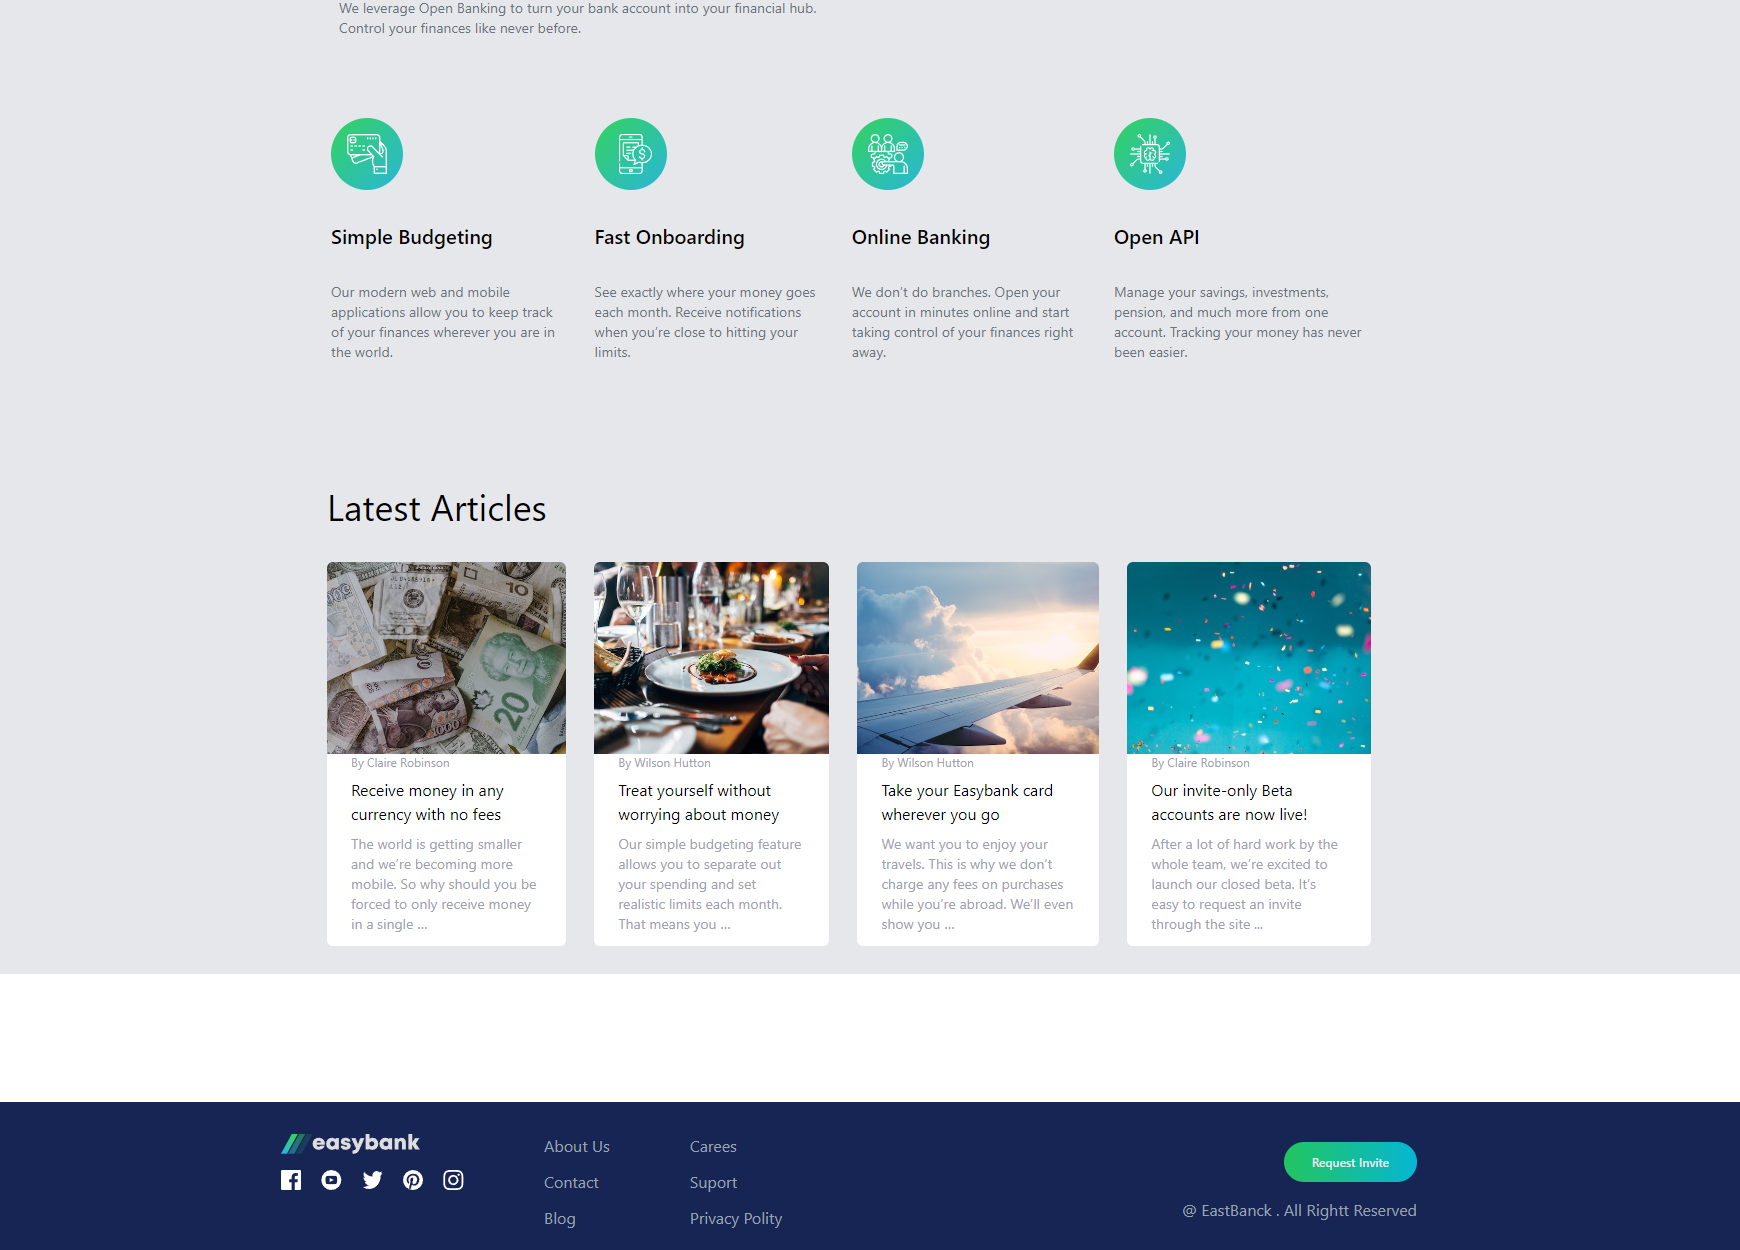 We leverage Open Banking to turn your bank account into your financial hub.
Control your finances like never before.
Simple Budgeting
Our modern web and mobile
applications allow you to keep track
of your finances wherever you are in
the world.
Fast Onboarding
See exactly where your money goes
each month. Receive notifications
when you’re close to hitting your
limits.
Online Banking
We don’t do branches. Open your
account in minutes online and start
taking control of your finances right
away.
Open API
Manage your savings, investments,
pension, and much more from one
account. Tracking your money has never
been easier.
Latest Articles
10
20
1000
By Claire Robinson
Receive money in any
currency with no fees
The world is getting smaller
and we’re becoming more
mobile. So why should you be
forced to only receive money
in a single ...
By Wilson Hutton
Treat yourself without
worrying about money
Our simple budgeting feature
allows you to separate out
your spending and set
realistic limits each month.
That means you ...
By Wilson Hutton
Take your Easybank card
wherever you go
We want you to enjoy your
travels. This is why we don’t
charge any fees on purchases
while you’re abroad. We’ll even
show you ...
By Claire Robinson
Our invite-only Beta
accounts are now live!
After a lot of hard work by the
whole team, we’re excited to
launch our closed beta. It’s
easy to request an invite
through the site ...
easybank
About Us
Contact
Blog
Carees
Suport
Privacy Polity
Request Invite
@ EastBanck . All Rightt Reserved